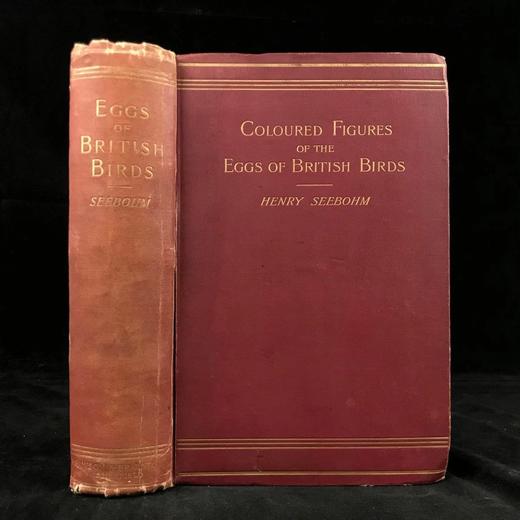 EGGS
OF
BRITISH
BIRDS
SEEBOHM
COLOURED FIGURES
OF THE
EGGS OF BRITISH BIRDS
HENRY SEEBOHM